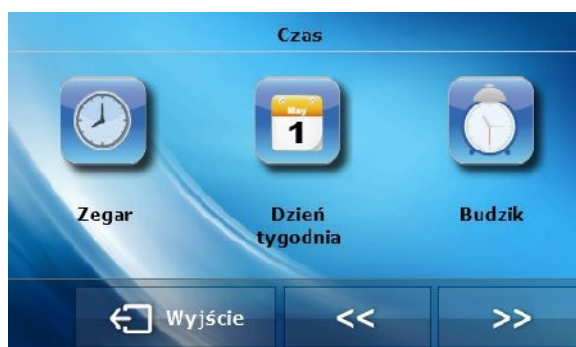 Czas
May
1
Zegar
Dzień
tygodnia
Budzik
Wyjście
<<
>>